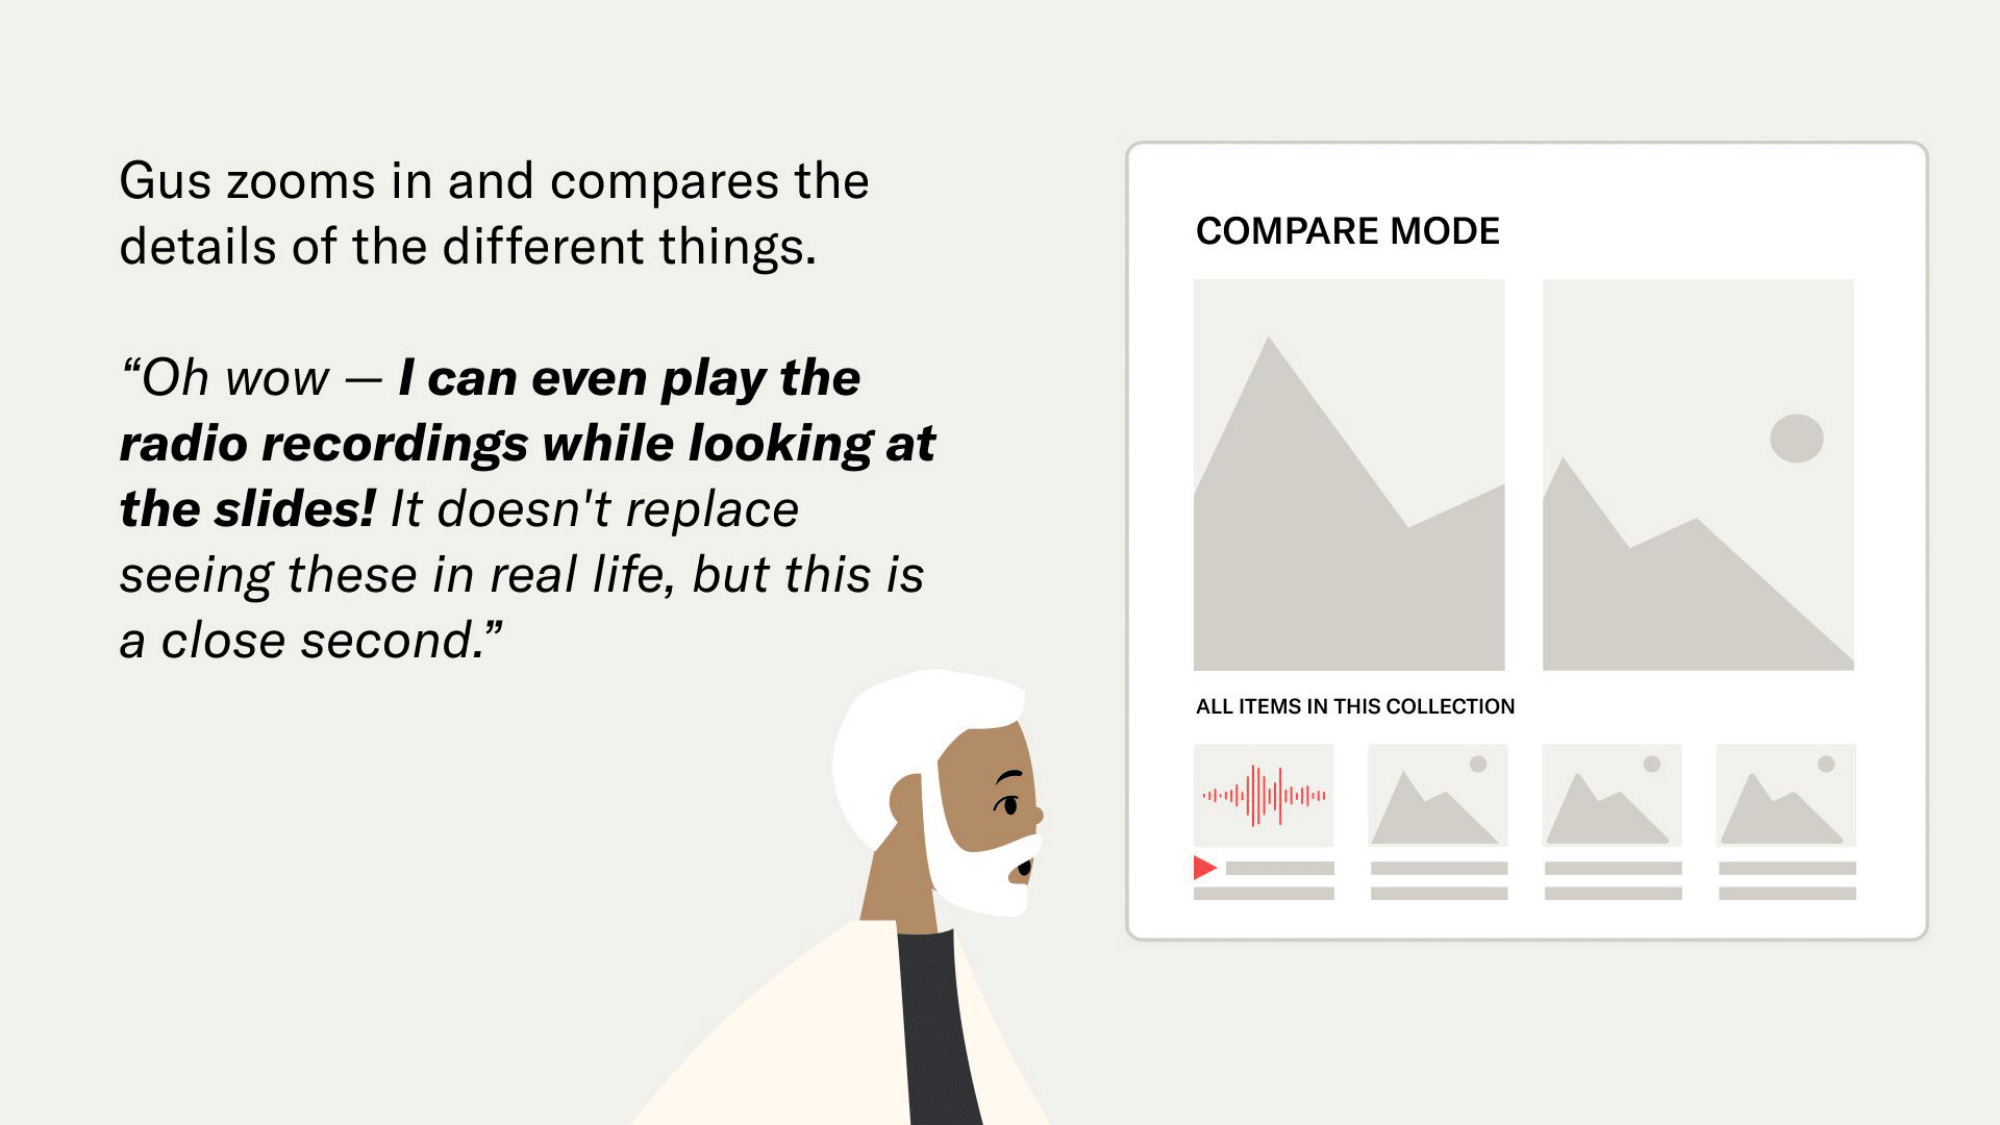 Gus zooms in and compares the
details of the different things.
“Oh wow — I can even play the
radio recordings while looking at
the slides! It doesn't replace
seeing these in real life, but this is
a close second.”
COMPARE MODE
ALL ITEMS IN THIS COLLECTION